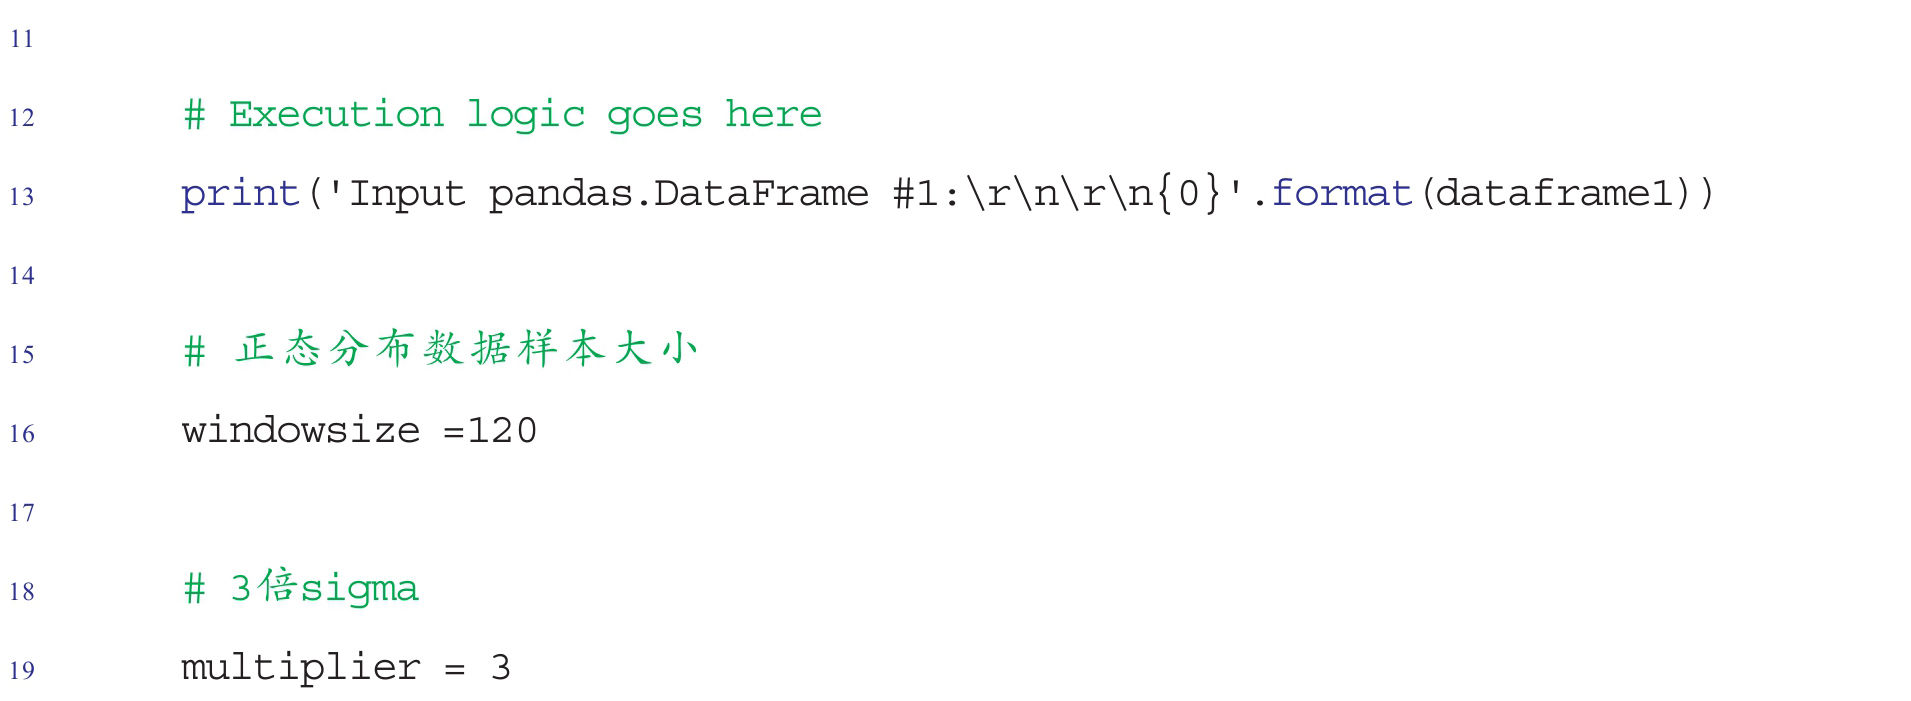 11
12 # Execution logic goes here
13 print('Input pandas.DataFrame #1:\r\n\r\n{0}'.format(dataframe1))
14
15 # 正态分布数据样本大小
16 windowsize =120
17
18 # 3倍sigma
19 multiplier = 3